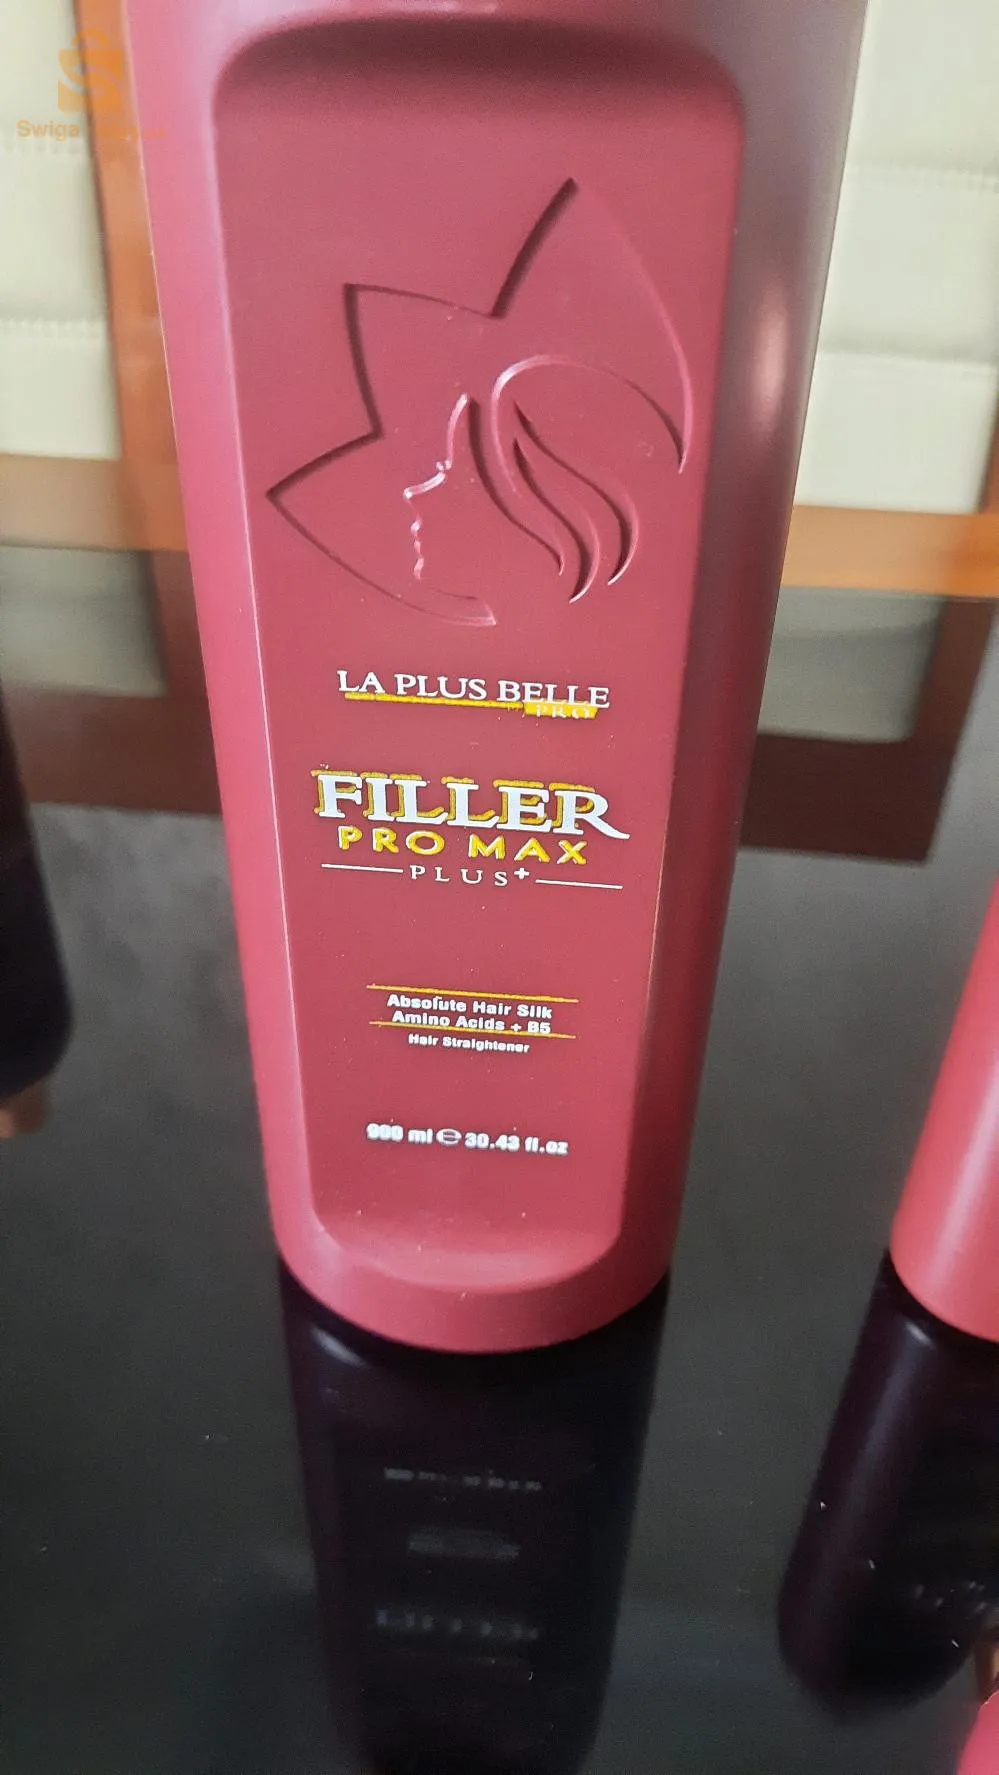 Swiga
LA PLUS BELLE
PRO
FILLER
PRO MAX
PLUS+
Absolute Hair Silk
Amino Acids + B5
Hair Straightener
900 ml ℮ 30.43 fl.oz